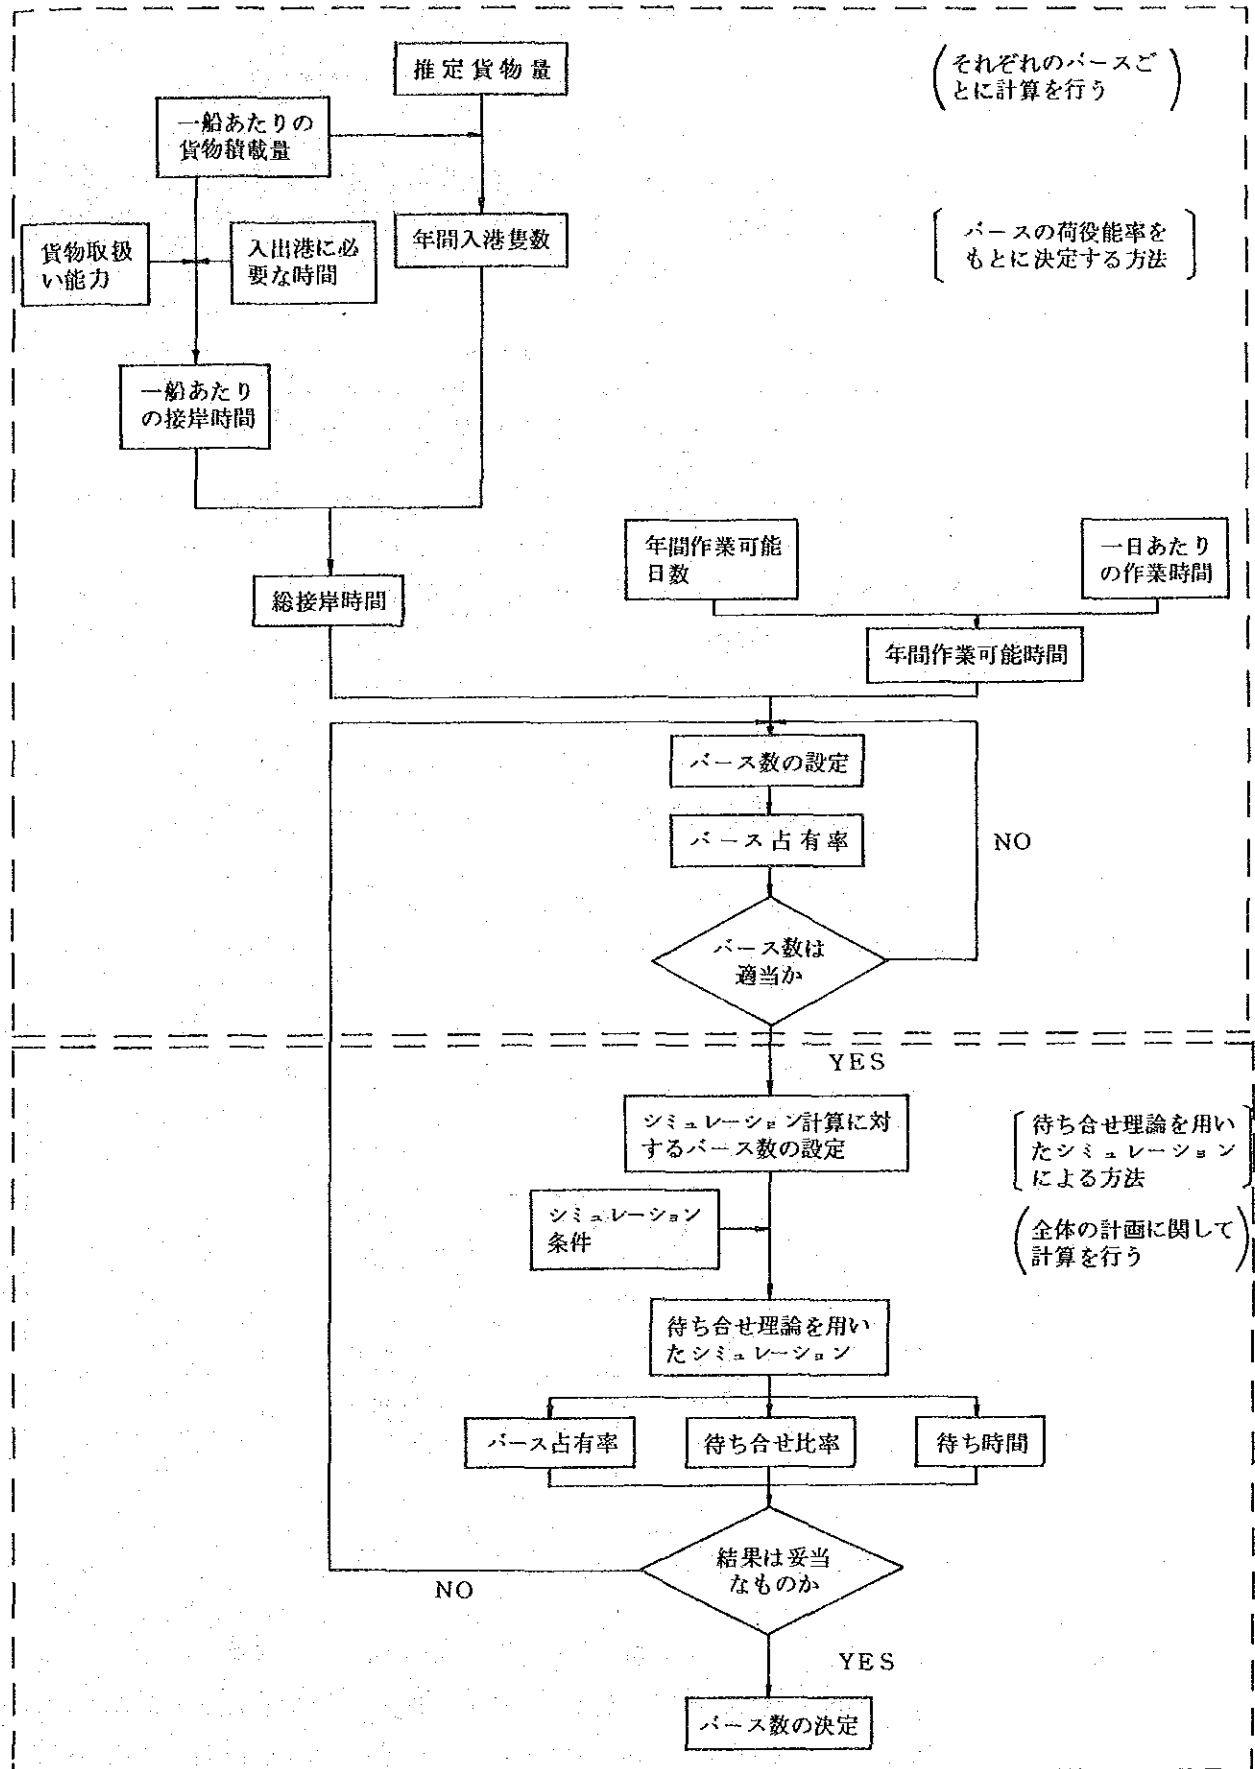 推定貨物量
(それぞれのバースご
とに計算を行う)
一船あたりの
貨物積載量
貨物取扱
い能力
入出港に必
要な時間
年間入港隻数
〔バースの荷役能率を
もとに決定する方法〕
一船あたり
の接岸時間
年間作業可能
日数
一日あたり
の作業時間
総接岸時間
年間作業可能時間
バース数の設定
バース占有率
NO
バース数は
適当か
YES
シミュレーション計算に対
するバース数の設定
〔待ち合せ理論を用い
たシミュレーション
による方法〕
シミュレーション
条件
(全体の計画に関して
計算を行う)
待ち合せ理論を用い
たシミュレーション
バース占有率
待ち合せ比率
待ち時間
結果は妥当
なものか
NO
YES
バース数の決定